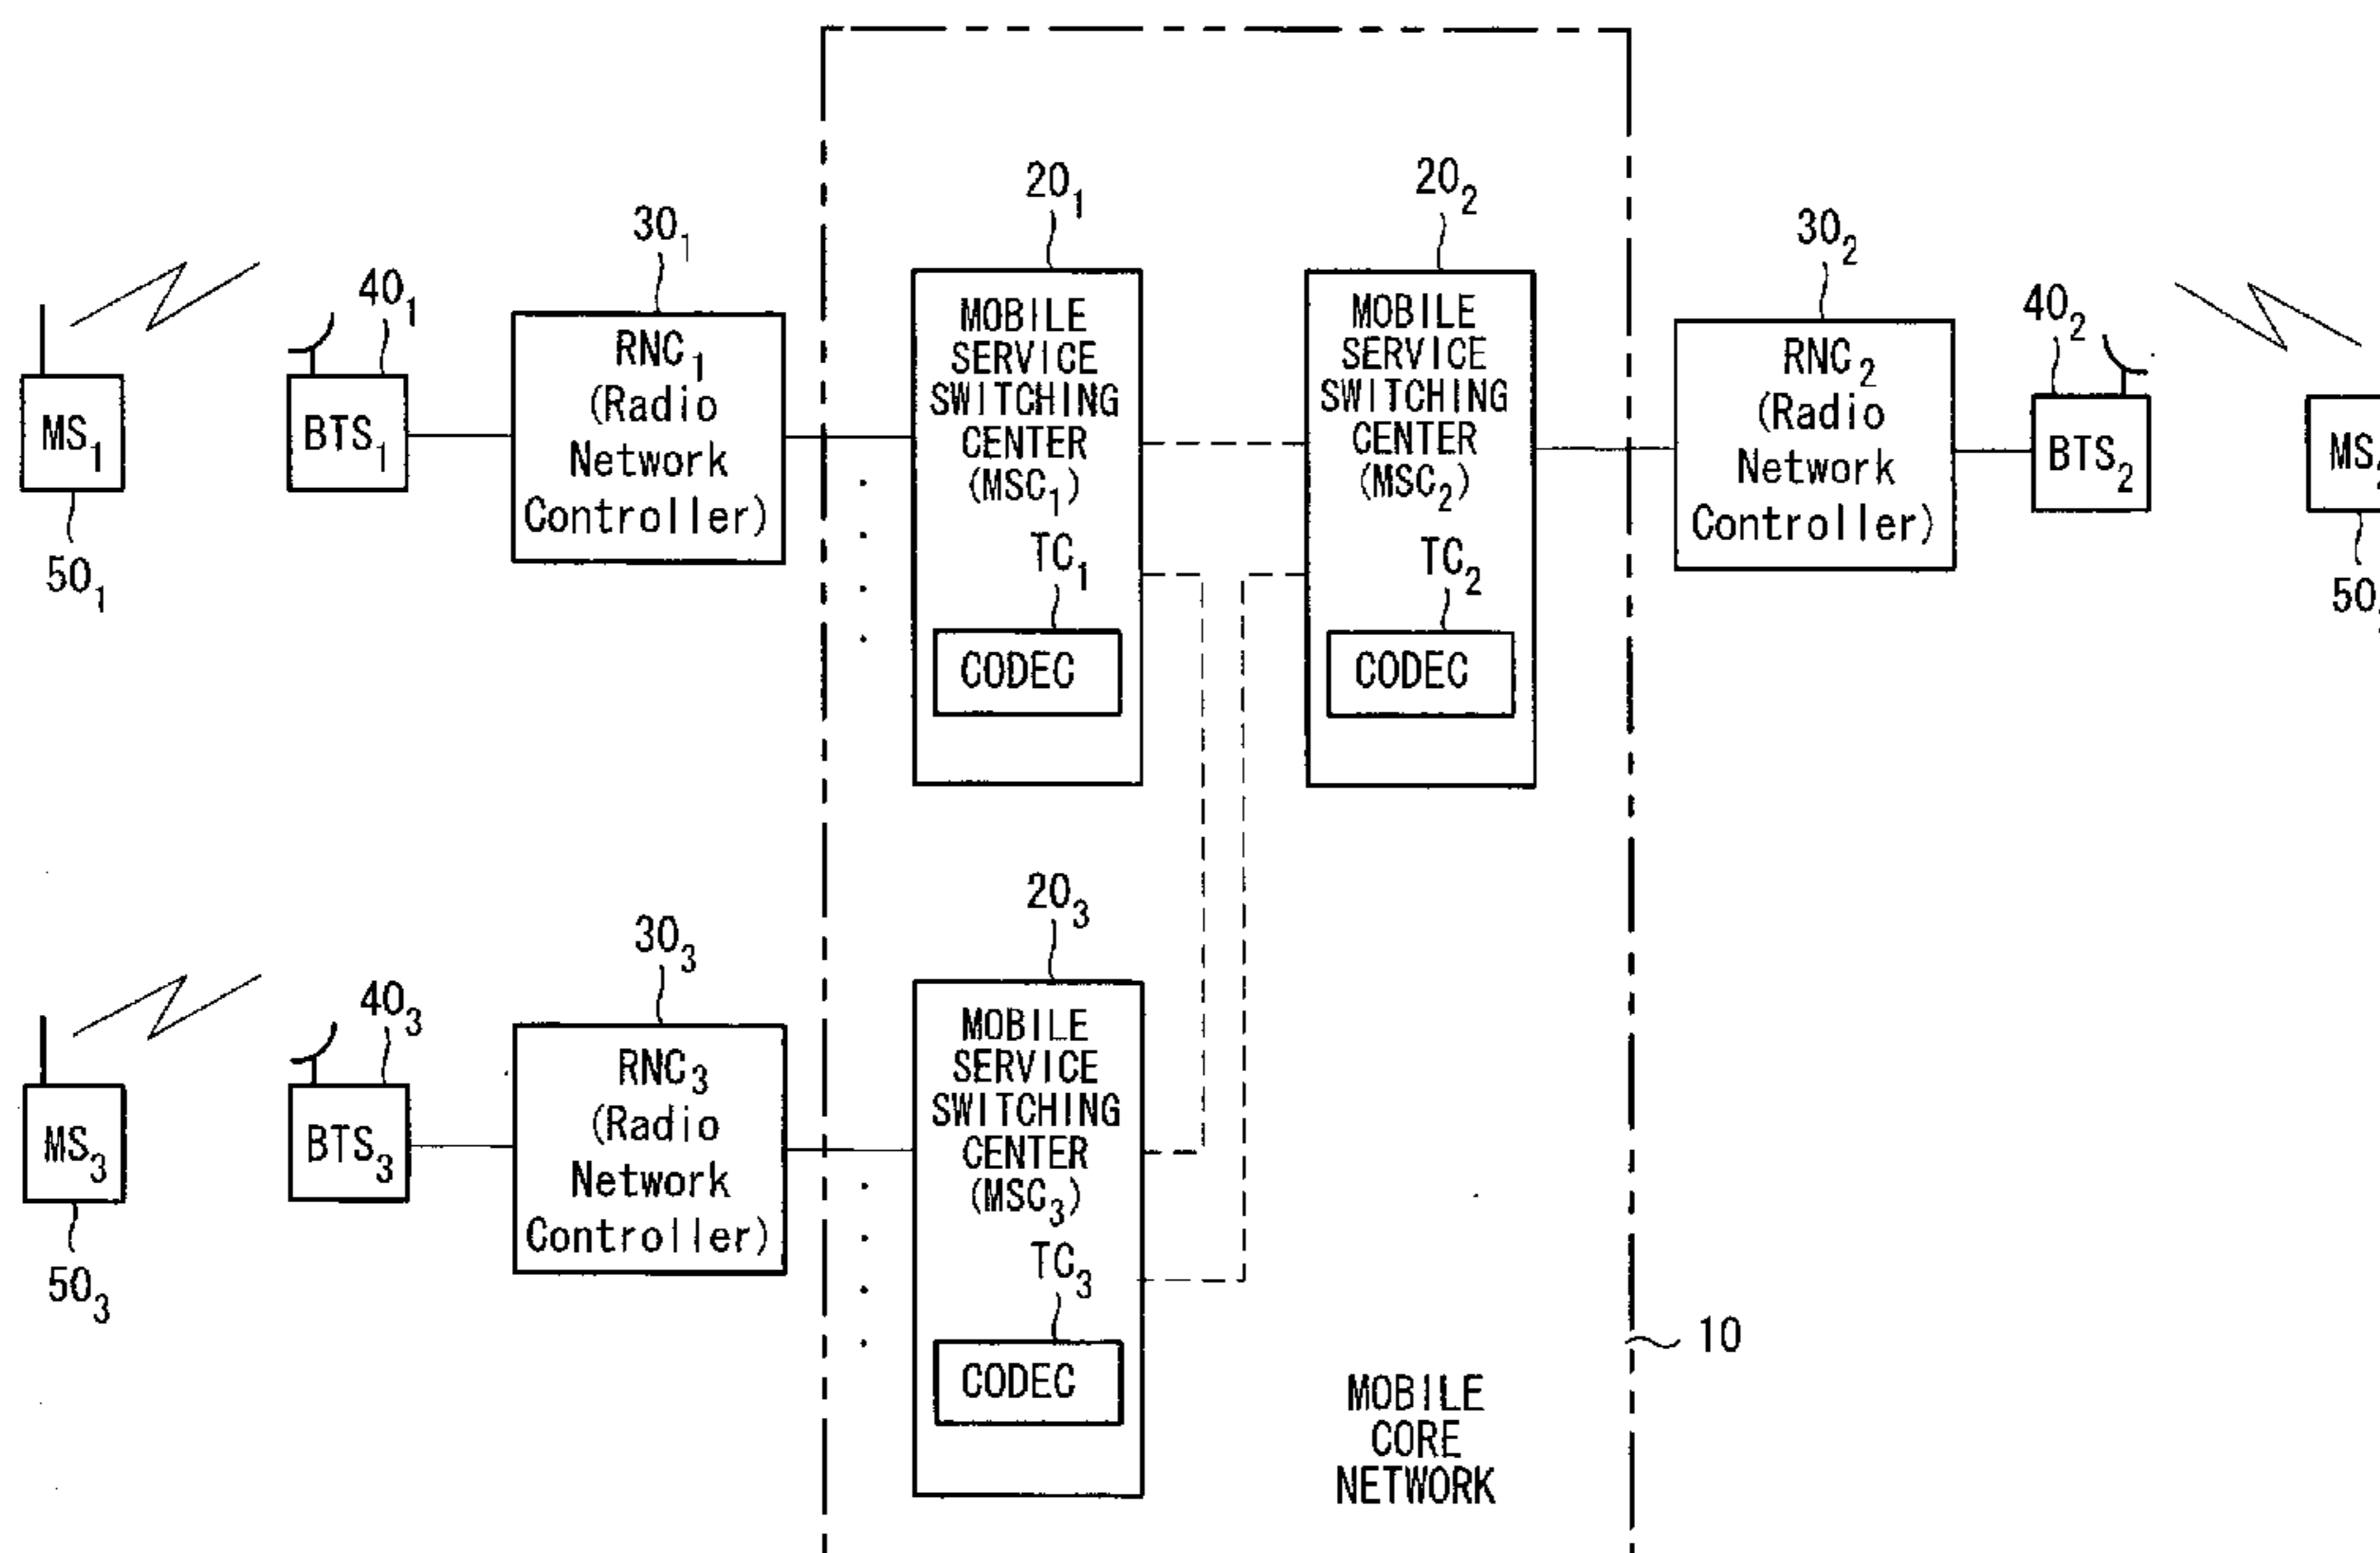 20₁
20₂
30₁
30₂
40₁
40₂
MS₁
BTS₁
RNC₁
(Radio
Network
Controller)
MOBILE
SERVICE
SWITCHING
CENTER
(MSC₁)
TC₁
CODEC
MOBILE
SERVICE
SWITCHING
CENTER
(MSC₂)
TC₂
CODEC
RNC₂
(Radio
Network
Controller)
BTS₂
MS
50₁
50
20₃
30₃
40₃
MS₃
BTS₃
RNC₃
(Radio
Network
Controller)
MOBILE
SERVICE
SWITCHING
CENTER
(MSC₃)
TC₃
CODEC
50₃
10
MOBILE
CORE
NETWORK